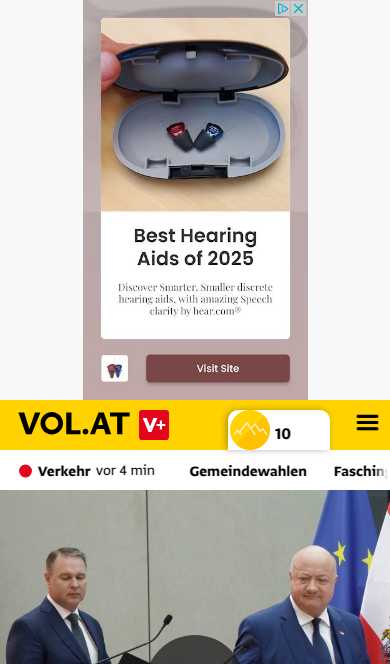 Best Hearing
Aids of 2025
Discover Smarter, Smaller discrete
hearing aids, with amazing Speech
clarity by hear.com®
Visit Site
VOL.AT V+
10
Verkehr vor 4 min Gemeindewahlen Fasching